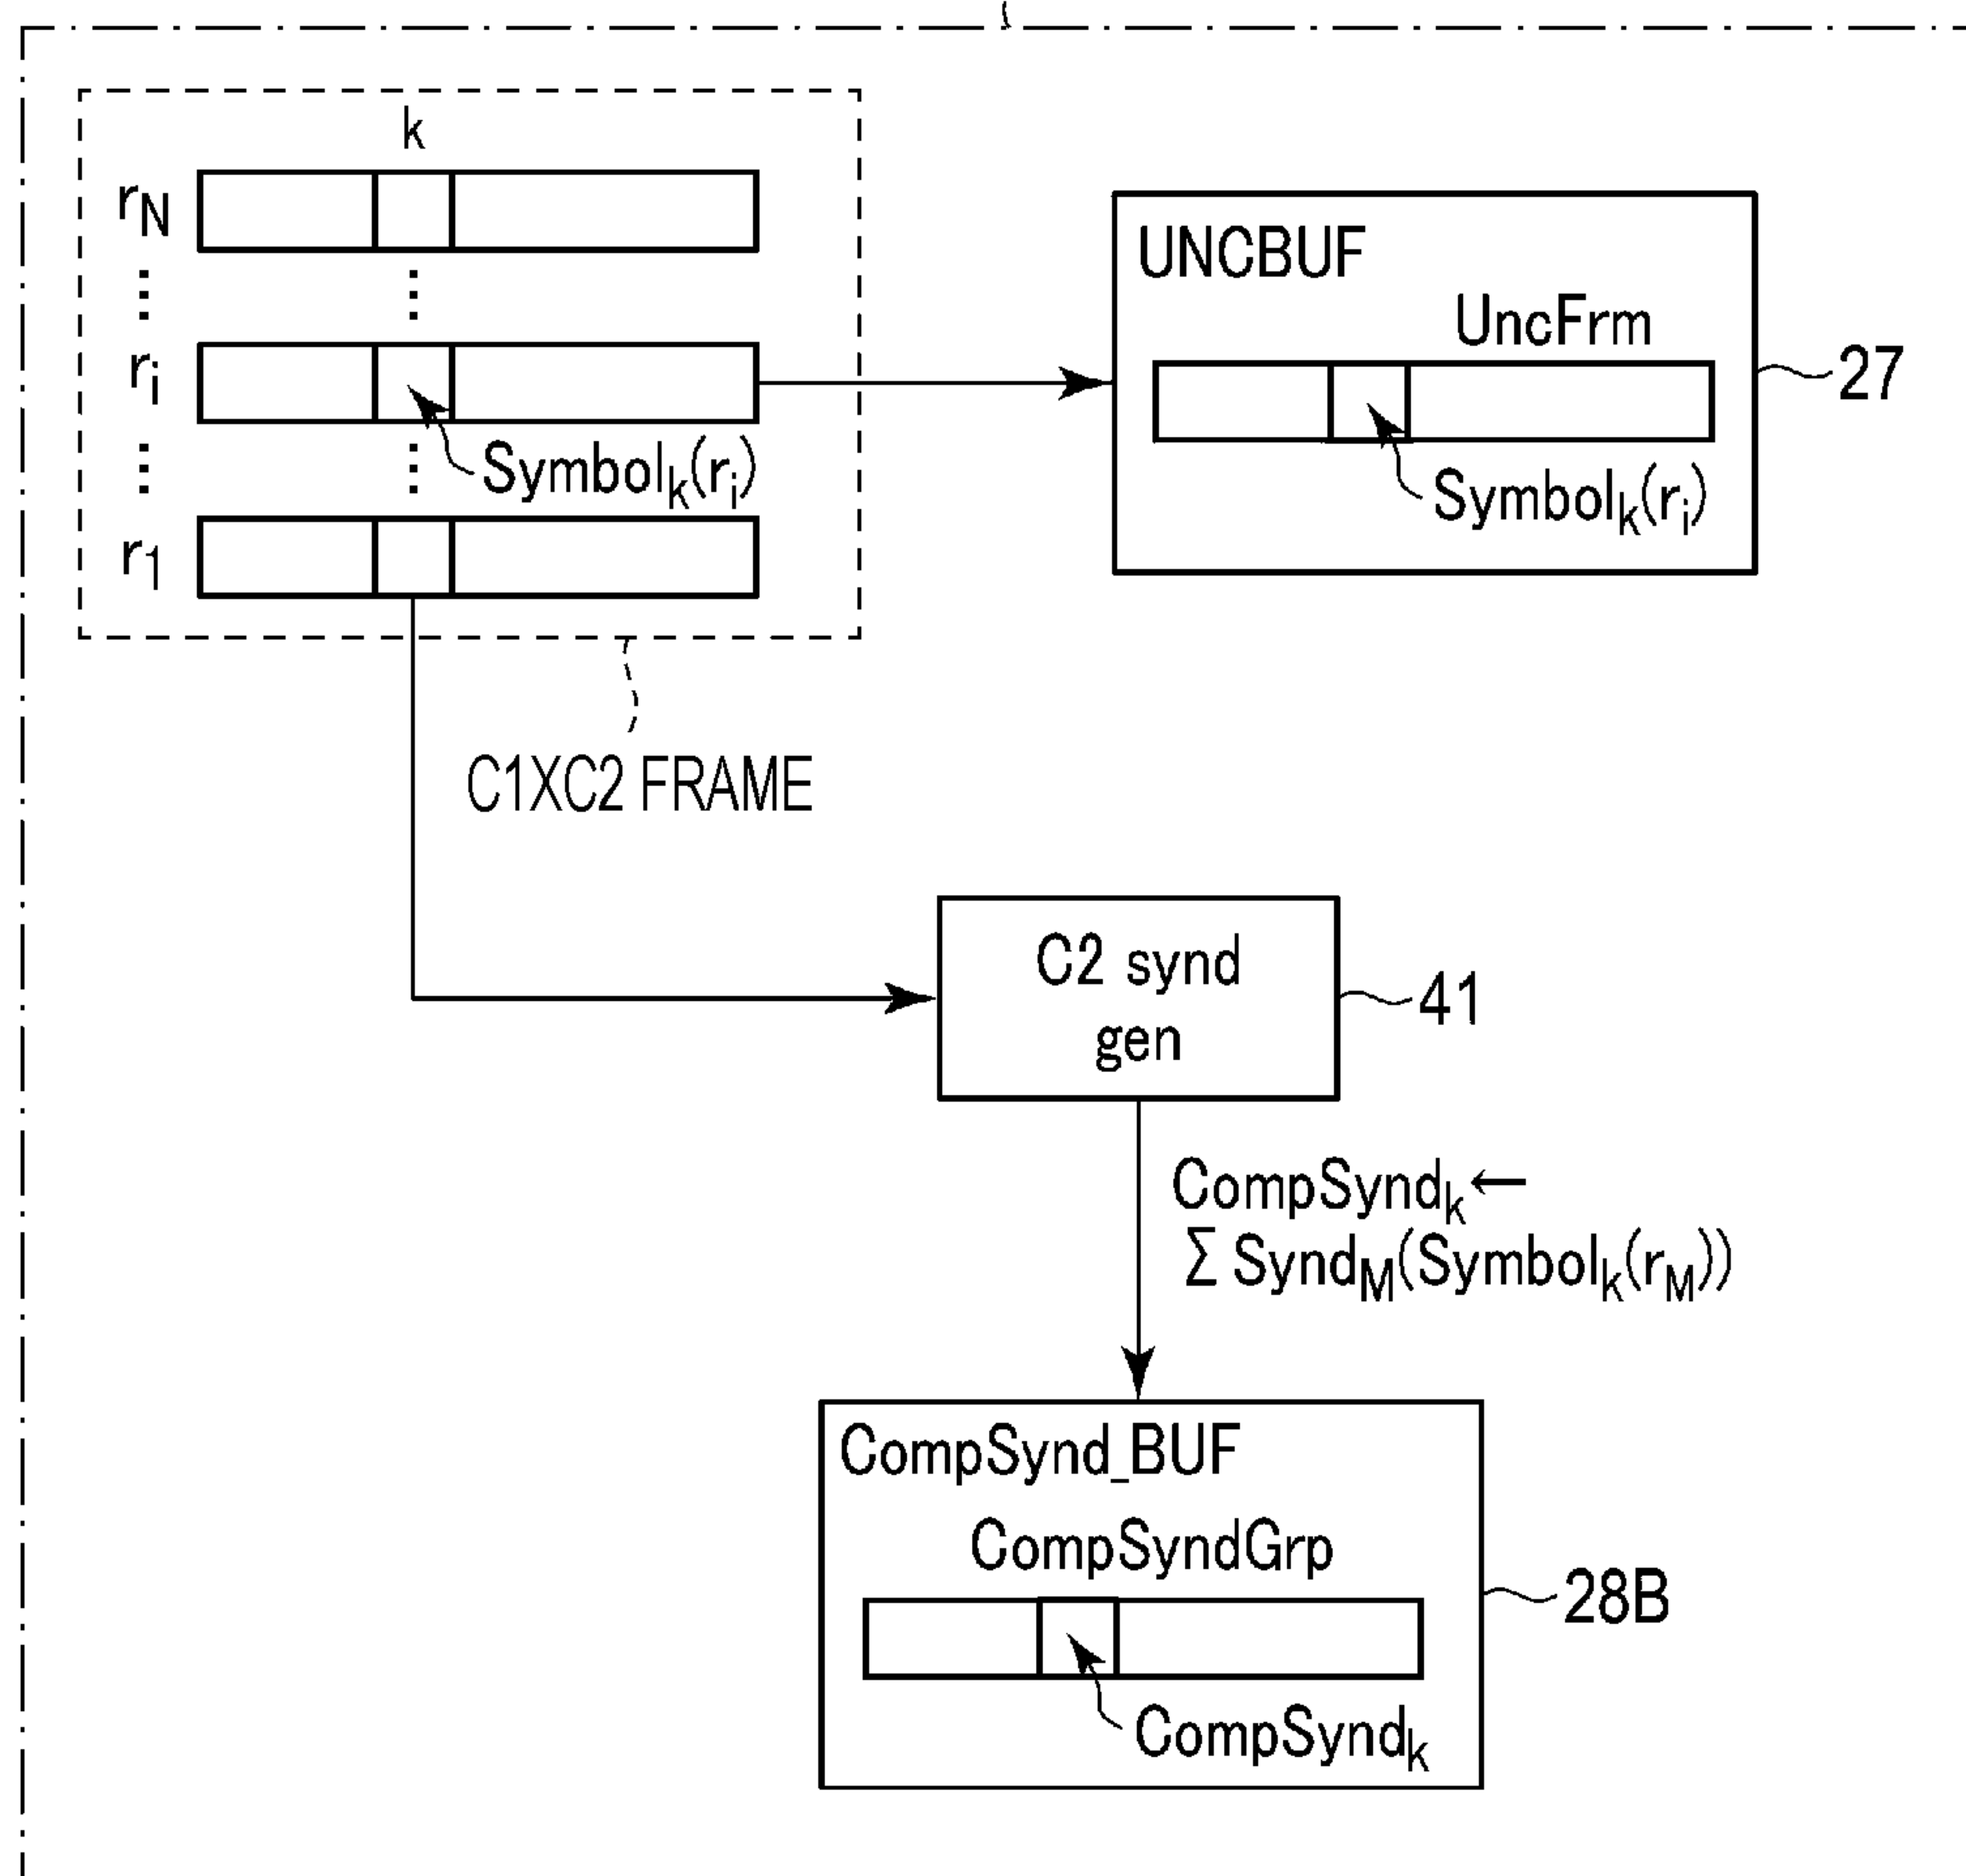 k
rN
ri
Symbolk(ri)
r1
C1XC2 FRAME
UNCBUF
UncFrm
Symbolk(ri)
27
C2 synd
gen
41
CompSyndk←
Σ SyndM(Symbolk(rM))
CompSynd_BUF
CompSyndGrp
CompSyndk
28B